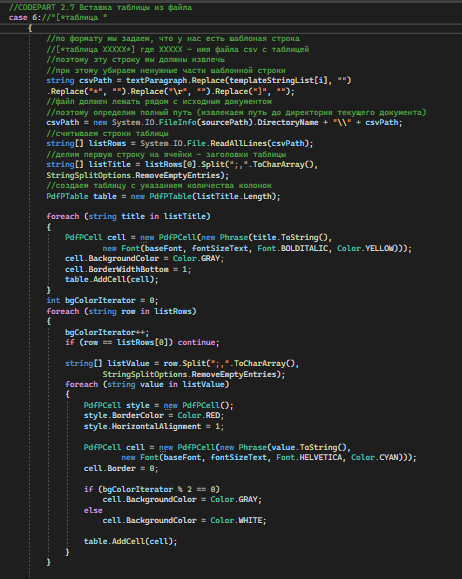 //CODEPART 2.7 Вставка таблицы из файла
case 6://"[*таблица "
{
//по формату мы задаем, что у нас есть шаблоная строка
//[*таблица XXXXX*] где XXXXX – имя файла csv с таблицей
//поэтому эту строку мы должны извлечь
//при этому убираем ненужные части шаблонной строки
string csvPath = textParagraph.Replace(templateStringList[i], "")
.Replace("*", "").Replace("\r", "").Replace("]", "");
//файл должен лежать рядом с исходным документом
//поэтому определим полный путь (извлекаем путь до директории текущего документа)
csvPath = new System.IO.FileInfo(sourcePath).DirectoryName + "\\" + csvPath;
//считываем строки таблицы
string[] listRows = System.IO.File.ReadAllLines(csvPath);
//делим первую строку на ячейки – заголовки таблицы
string[] listTitle = listRows[0].Split(";,".ToCharArray(),
StringSplitOptions.RemoveEmptyEntries);
//создаем таблицу с указанием количества колонок
PdfPTable table = new PdfPTable(listTitle.Length);
foreach (string title in listTitle)
{
PdfPCell cell = new PdfPCell(new Phrase(title.ToString(),
new Font(baseFont, fontSizeText, Font.BOLDITALIC, Color.YELLOW)));
cell.BackgroundColor = Color.GRAY;
cell.BorderWidthBottom = 1;
table.AddCell(cell);
}
int bgColorIterator = 0;
foreach (string row in listRows)
{
bgColorIterator++;
if (row == listRows[0]) continue;
string[] listValue = row.Split(";,".ToCharArray(),
StringSplitOptions.RemoveEmptyEntries);
foreach (string value in listValue)
{
PdfPCell style = new PdfPCell();
style.BorderColor = Color.RED;
style.HorizontalAlignment = 1;
PdfPCell cell = new PdfPCell(new Phrase(value.ToString(),
new Font(baseFont, fontSizeText, Font.HELVETICA, Color.CYAN)));
cell.Border = 0;
if (bgColorIterator % 2 == 0)
cell.BackgroundColor = Color.GRAY;
else
cell.BackgroundColor = Color.WHITE;
table.AddCell(cell);
}
}